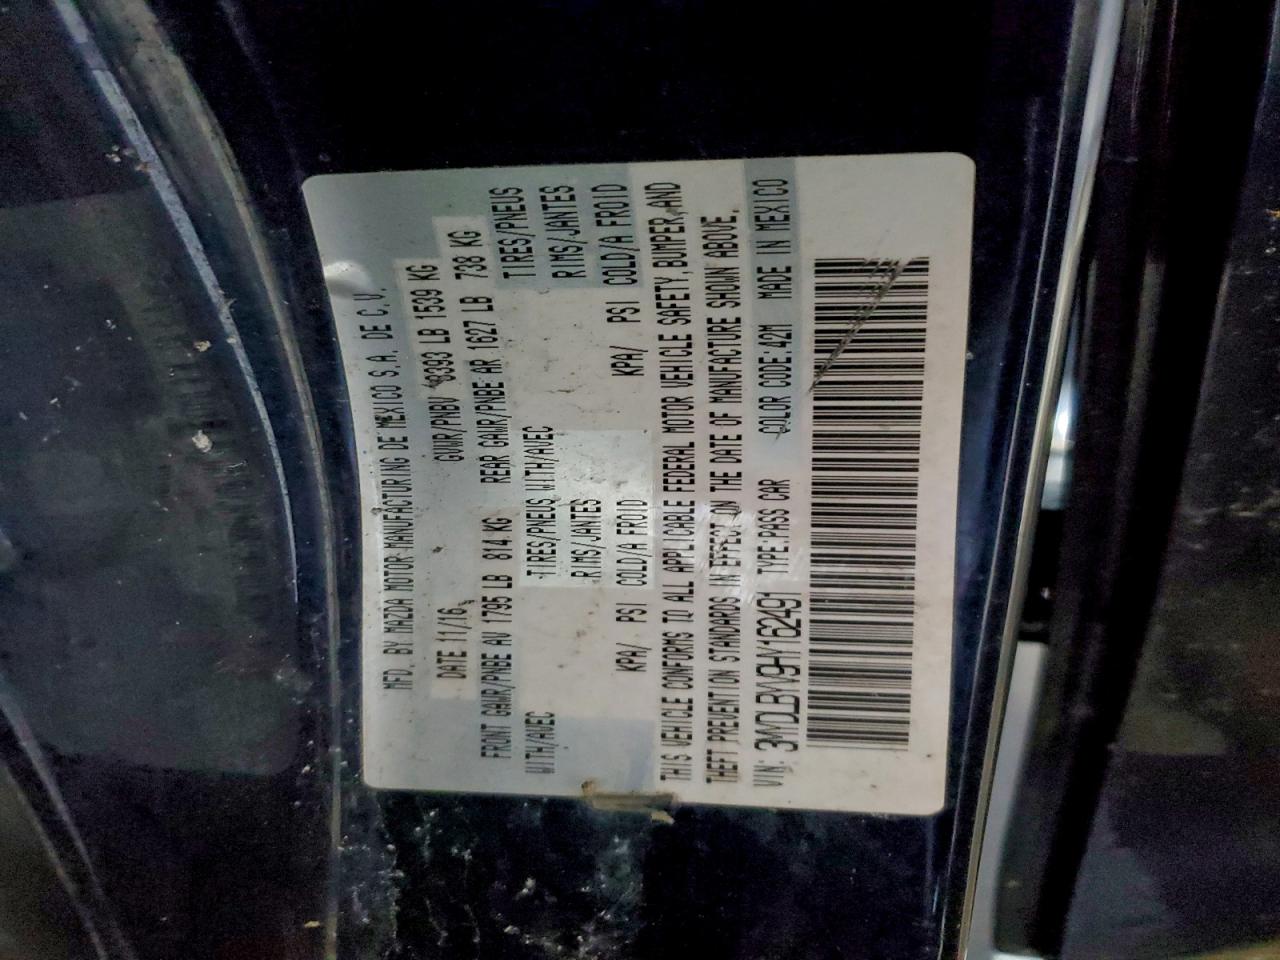 MFD. BY MAZDA MOTOR MANUFACTURING DE MEXICO S.A. DE C.V.
DATE 11/16 GVWR/PNBV 3393 LB 1539 KG
FRONT GAWR/PNBE AV 1795 LB 814 KG REAR GAWR/PNBE AR 1627 LB 738 KG
WITH/AVEC TIRES/PNEUS WITH/AVEC TIRES/PNEUS
RIMS/JANTES RIMS/JANTES
KPA/ PSI COLD/A FROID KPA/ PSI COLD/A FROID
THIS VEHICLE CONFORMS TO ALL APPLICABLE FEDERAL MOTOR VEHICLE SAFETY, BUMPER, AND
THEFT PREVENTION STANDARDS IN EFFECT ON THE DATE OF MANUFACTURE SHOWN ABOVE.
VIN: 3MYDLBYV9HY162491 TYPE:PASS CAR COLOR CODE:42M MADE IN MEXICO